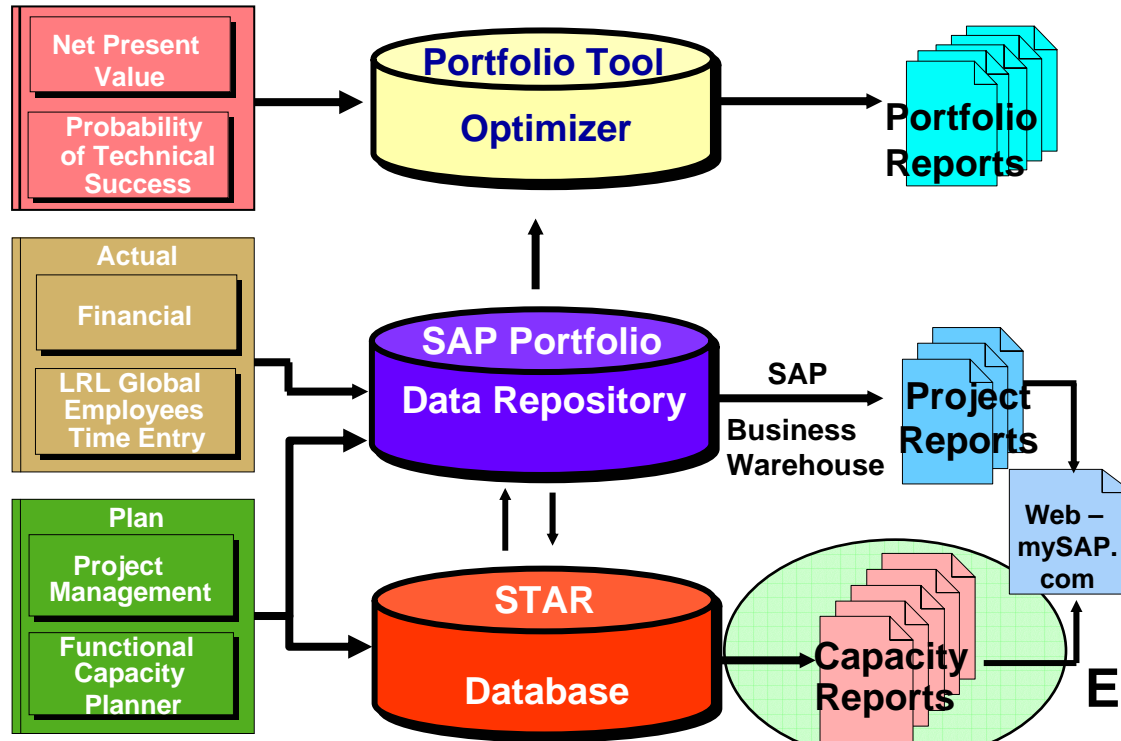 Net Present
Value
Probability
of Technical
Success
Portfolio Tool
Optimizer
Portfolio
Reports
Actual
Financial
LRL Global
Employees
Time Entry
SAP Portfolio
Data Repository
SAP
Business
Warehouse
Project
Reports
Web –
mySAP.
com
Plan
Project
Management
Functional
Capacity
Planner
STAR
Database
Capacity
Reports
E